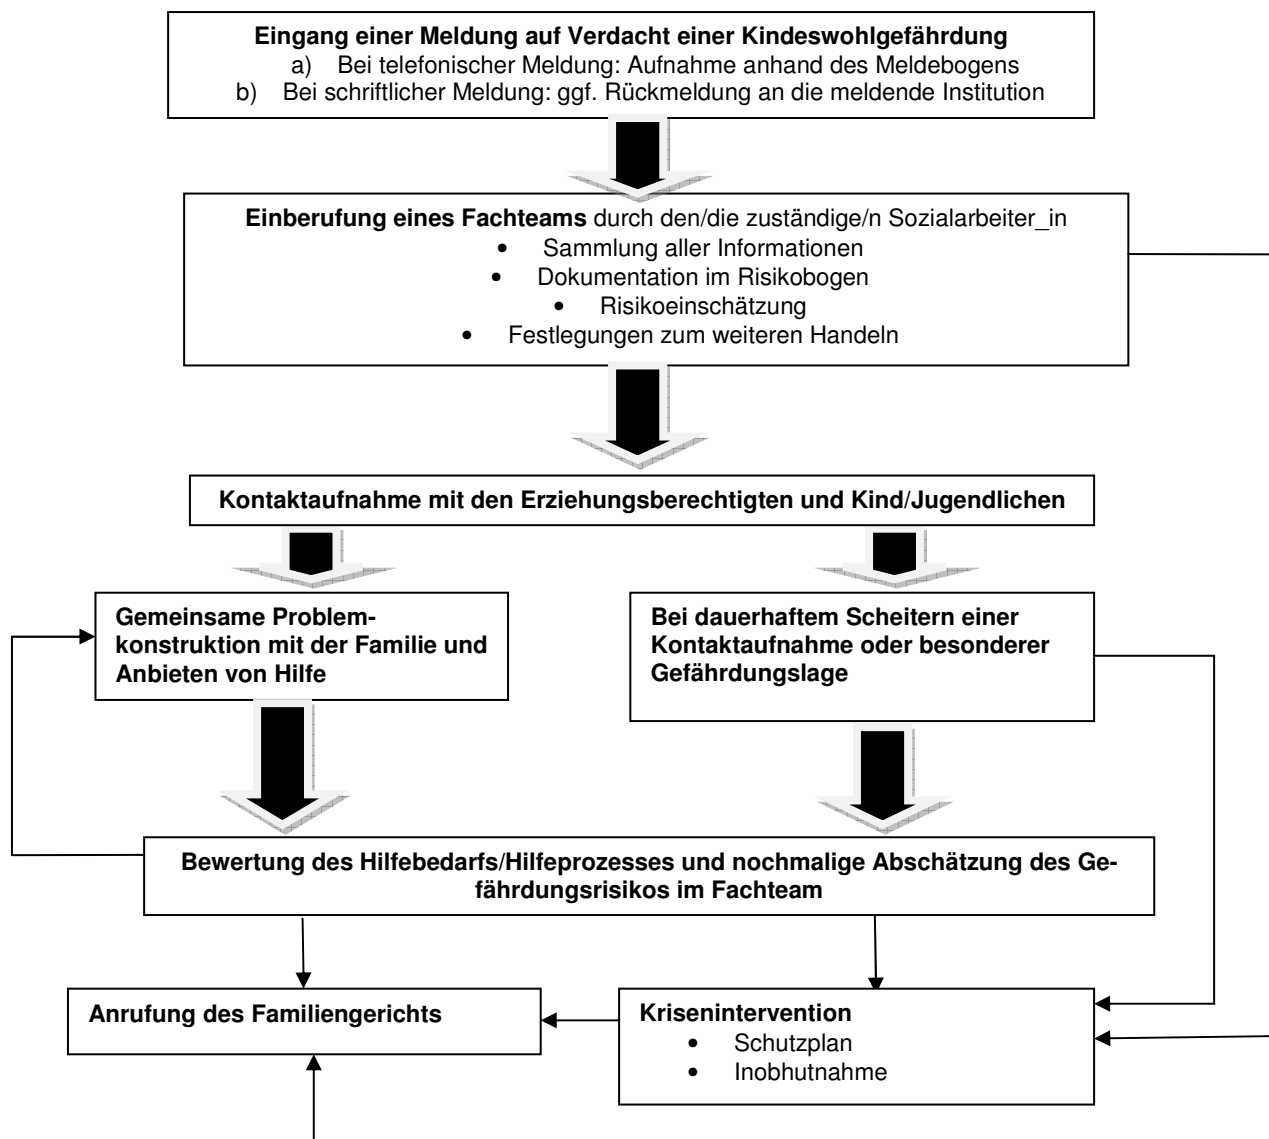 Eingang einer Meldung auf Verdacht einer Kindeswohlgefährdung
a) Bei telefonischer Meldung: Aufnahme anhand des Meldebogens
b) Bei schriftlicher Meldung: ggf. Rückmeldung an die meldende Institution
Einberufung eines Fachteams durch den/die zuständige/n Sozialarbeiter_in
• Sammlung aller Informationen
• Dokumentation im Risikobogen
• Risikoeinschätzung
• Festlegungen zum weiteren Handeln
Kontaktaufnahme mit den Erziehungsberechtigten und Kind/Jugendlichen
Gemeinsame Problem-
konstruktion mit der Familie und
Anbieten von Hilfe
Bei dauerhaftem Scheitern einer
Kontaktaufnahme oder besonderer
Gefährdungslage
Bewertung des Hilfebedarfs/Hilfeprozesses und nochmalige Abschätzung des Ge-
fährdungsrisikos im Fachteam
Anrufung des Familiengerichts
Krisenintervention
• Schutzplan
• Inobhutnahme